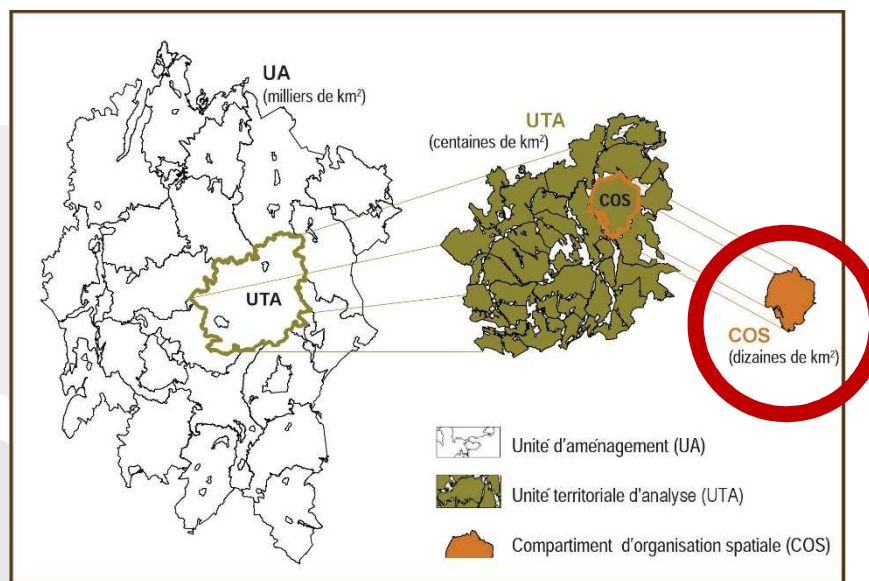 UA
(milliers de km²)
UTA
(centaines de km²)
COS
UTA
COS
(dizaines de km²)
Unité d'aménagement (UA)
Unité territoriale d'analyse (UTA)
Compartiment d'organisation spatiale (COS)